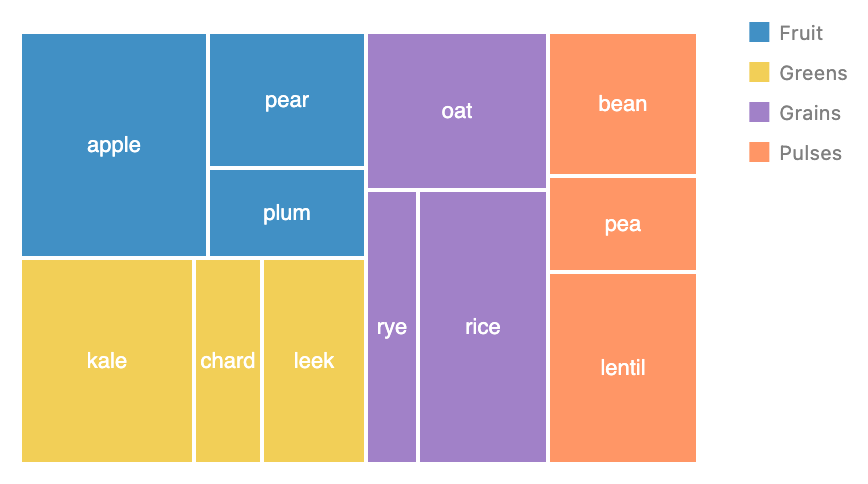 apple
pear
plum
kale
chard
leek
oat
rye
rice
bean
pea
lentil
Fruit
Greens
Grains
Pulses